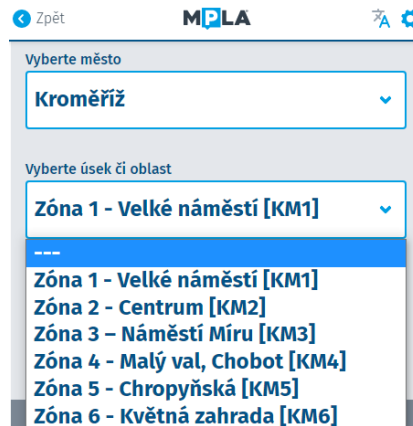 Zpět
MPLA
Vyberte město
Kroměříž
Vyberte úsek či oblast
Zóna 1 - Velké náměstí [KM1]
---
Zóna 1 - Velké náměstí [KM1]
Zóna 2 - Centrum [KM2]
Zóna 3 – Náměstí Míru [KM3]
Zóna 4 - Malý val, Chobot [KM4]
Zóna 5 - Chropyňská [KM5]
Zóna 6 - Květná zahrada [KM6]